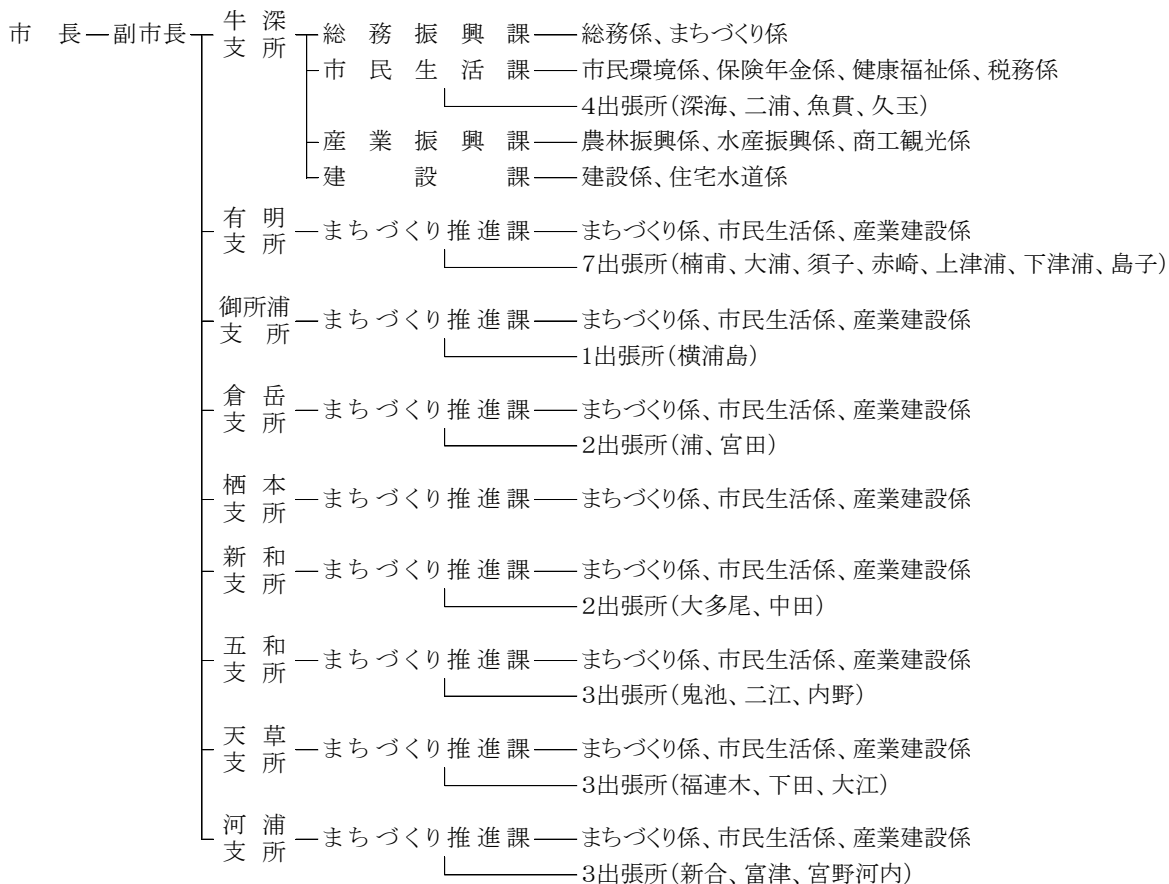 市長 副市長 牛深支所 総務振興課 総務係、まちづくり係
市民生活課 市民環境係、保険年金係、健康福祉係、税務係
4出張所(深海、二浦、魚貫、久玉)
産業振興課 農林振興係、水産振興係、商工観光係
建設課 建設係、住宅水道係
有明支所 まちづくり推進課 まちづくり係、市民生活係、産業建設係
7出張所(楠甫、大浦、須子、赤崎、上津浦、下津浦、島子)
御所浦支所 まちづくり推進課 まちづくり係、市民生活係、産業建設係
1出張所(横浦島)
倉岳支所 まちづくり推進課 まちづくり係、市民生活係、産業建設係
2出張所(浦、宮田)
栖本支所 まちづくり推進課 まちづくり係、市民生活係、産業建設係
新和支所 まちづくり推進課 まちづくり係、市民生活係、産業建設係
2出張所(大多尾、中田)
五和支所 まちづくり推進課 まちづくり係、市民生活係、産業建設係
3出張所(鬼池、二江、内野)
天草支所 まちづくり推進課 まちづくり係、市民生活係、産業建設係
3出張所(福連木、下田、大江)
河浦支所 まちづくり推進課 まちづくり係、市民生活係、産業建設係
3出張所(新合、富津、宮野河内)